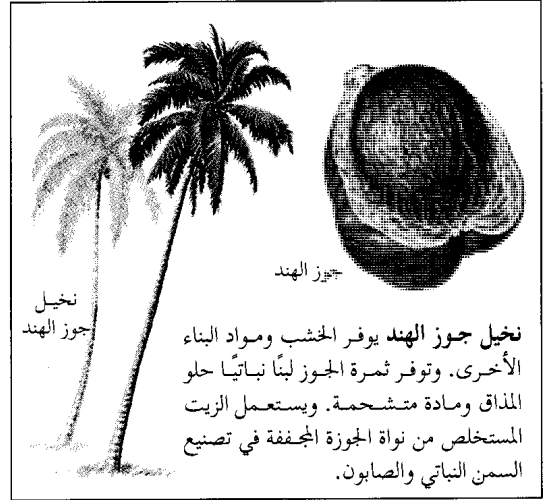 جوز الهند
نخيل
جوز الهند
نخيل جوز الهند يوفر الخشب ومواد البناء
الأخرى. وتوفر ثمرة الجوز لبنًا نباتيًا حلو
المذاق ومادة متشحمة. ويستعمل الزيت
المستخلص من نواة الجوزة المجففة في تصنيع
السمن النباتي والصابون.